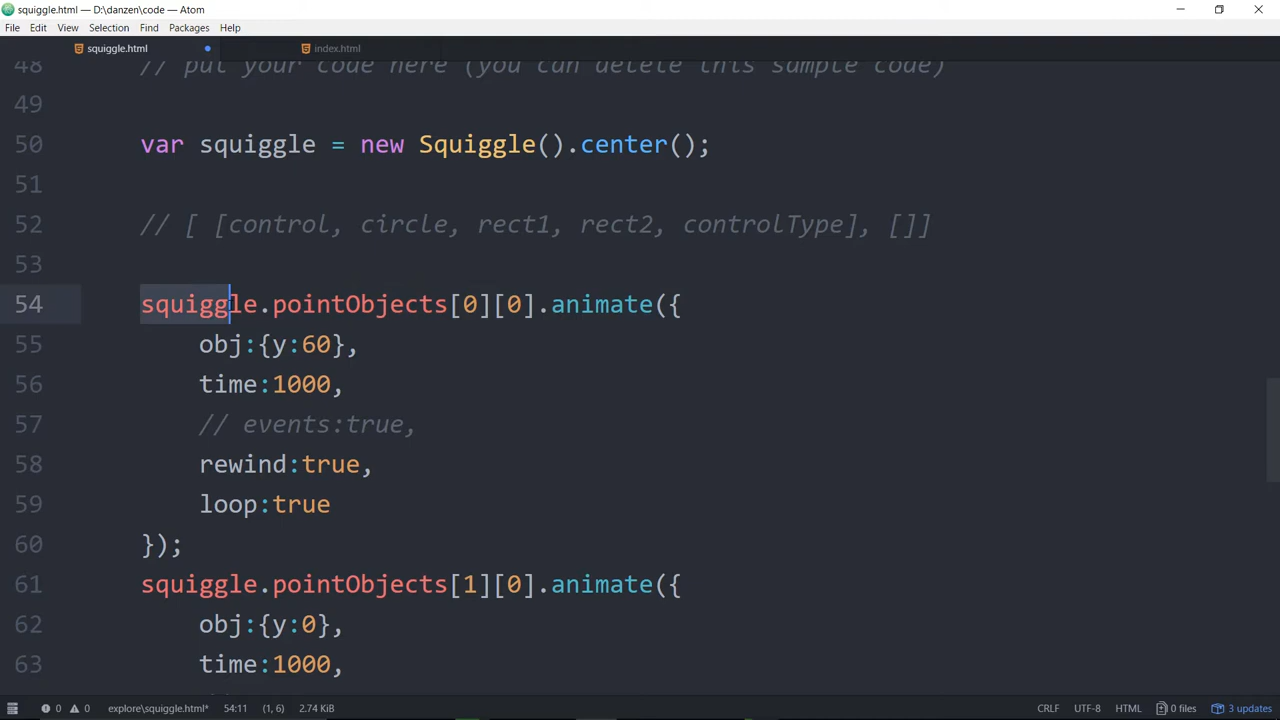 squiggle.html — D:\danzen\code — Atom
File Edit View Selection Find Packages Help
squiggle.html index.html
48 // put your code here (you can delete this sample code)
49
50 var squiggle = new Squiggle().center();
51
52 // [ [control, circle, rect1, rect2, controlType], []]
53
54 squiggle.pointObjects[0][0].animate({
55 obj:{y:60},
56 time:1000,
57 // events:true,
58 rewind:true,
59 loop:true
60 });
61 squiggle.pointObjects[1][0].animate({
62 obj:{y:0},
63 time:1000,
0 0 explore\squiggle.html* 54:11 (1, 6) 2.74 KiB CRLF UTF-8 HTML 0 files 3 updates